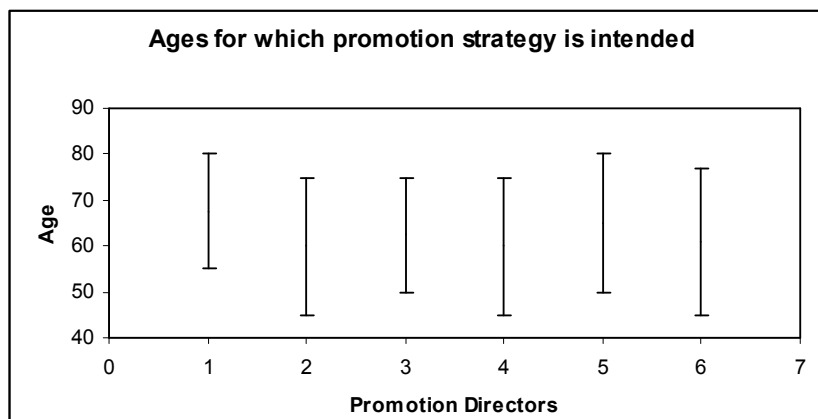 Ages for which promotion strategy is intended
90
80
70
60
50
40
Age
0 1 2 3 4 5 6 7
Promotion Directors